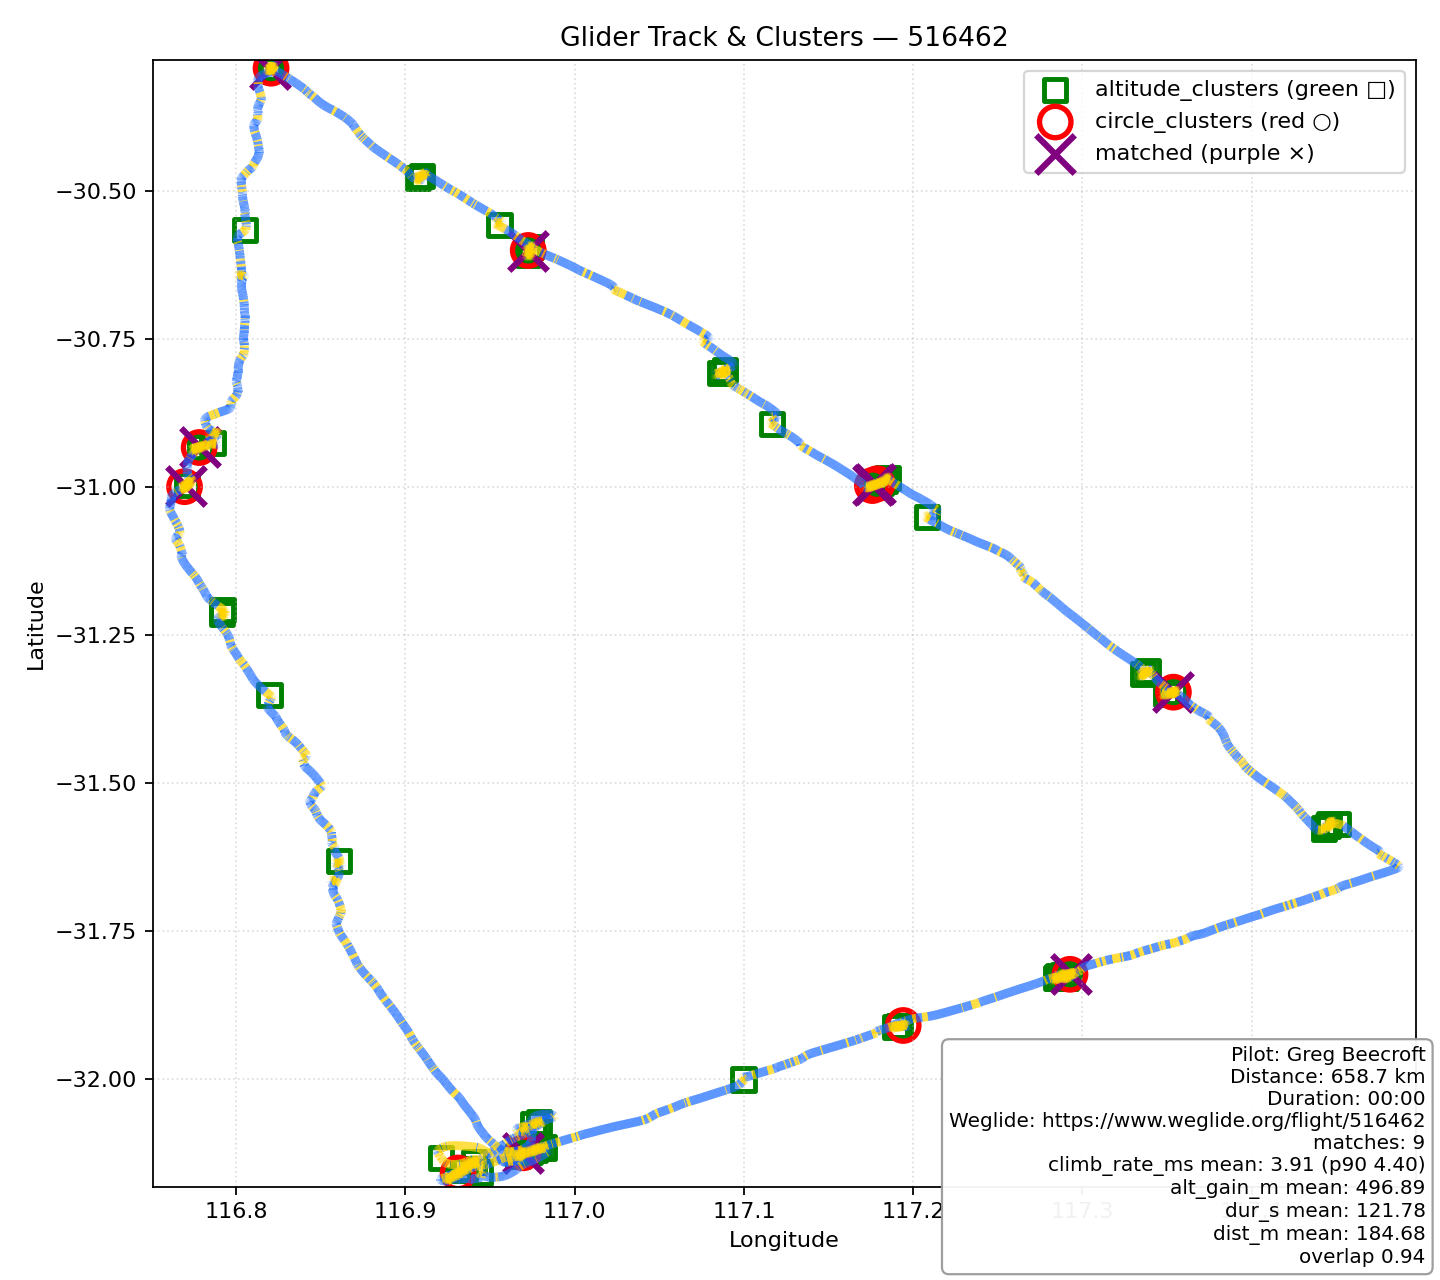 Glider Track & Clusters — 516462
altitude_clusters (green □)
circle_clusters (red ○)
matched (purple ×)
−30.50
−30.75
−31.00
−31.25
−31.50
−31.75
−32.00
Latitude
116.8 116.9 117.0 117.1 117.2 117.3
Longitude
Pilot: Greg Beecroft
Distance: 658.7 km
Duration: 00:00
Weglide: https://www.weglide.org/flight/516462
matches: 9
climb_rate_ms mean: 3.91 (p90 4.40)
alt_gain_m mean: 496.89
dur_s mean: 121.78
dist_m mean: 184.68
overlap 0.94